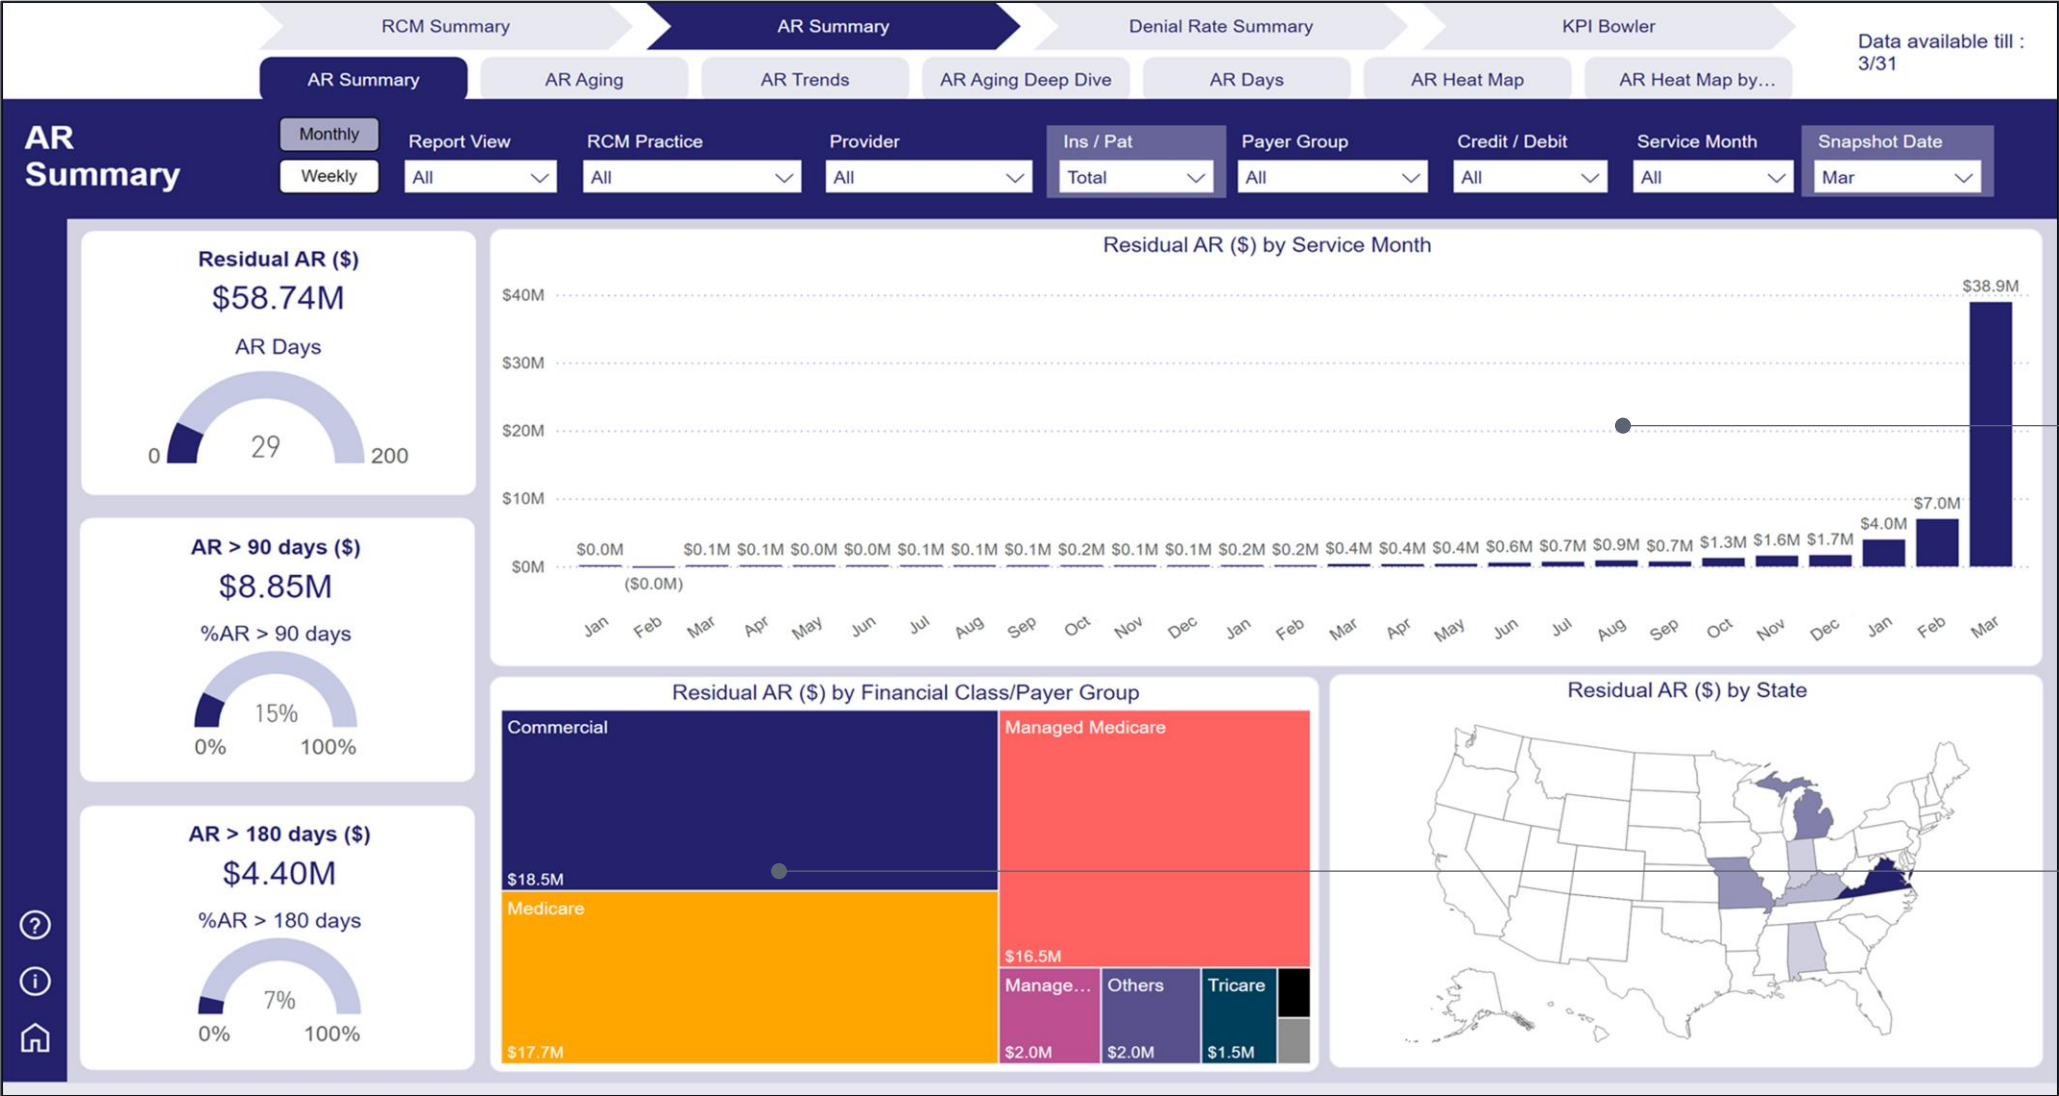 RCM Summary
AR Summary
Denial Rate Summary
KPI Bowler
Data available till :
3/31
AR Summary
AR Aging
AR Trends
AR Aging Deep Dive
AR Days
AR Heat Map
AR Heat Map by...
AR
Summary
Monthly
Weekly
Report View
All
RCM Practice
All
Provider
All
Ins / Pat
Total
Payer Group
All
Credit / Debit
All
Service Month
All
Snapshot Date
Mar
Residual AR ($)
$58.74M
AR Days
29
0
200
AR > 90 days ($)
$8.85M
%AR > 90 days
15%
0%
100%
AR > 180 days ($)
$4.40M
%AR > 180 days
7%
0%
100%
Residual AR ($) by Service Month
$40M
$30M
$20M
$10M
$0M
$0.0M ($0.0M) $0.1M $0.1M $0.0M $0.0M $0.1M $0.1M $0.1M $0.2M $0.1M $0.1M $0.2M $0.2M $0.4M $0.4M $0.4M $0.6M $0.7M $0.9M $0.7M $1.3M $1.6M $1.7M $4.0M $7.0M $38.9M
Jan Feb Mar Apr May Jun Jul Aug Sep Oct Nov Dec Jan Feb Mar Apr May Jun Jul Aug Sep Oct Nov Dec Jan Feb Mar
Residual AR ($) by Financial Class/Payer Group
Commercial
$18.5M
Medicare
$17.7M
Managed Medicare
$16.5M
Manage...
$2.0M
Others
$2.0M
Tricare
$1.5M
Residual AR ($) by State